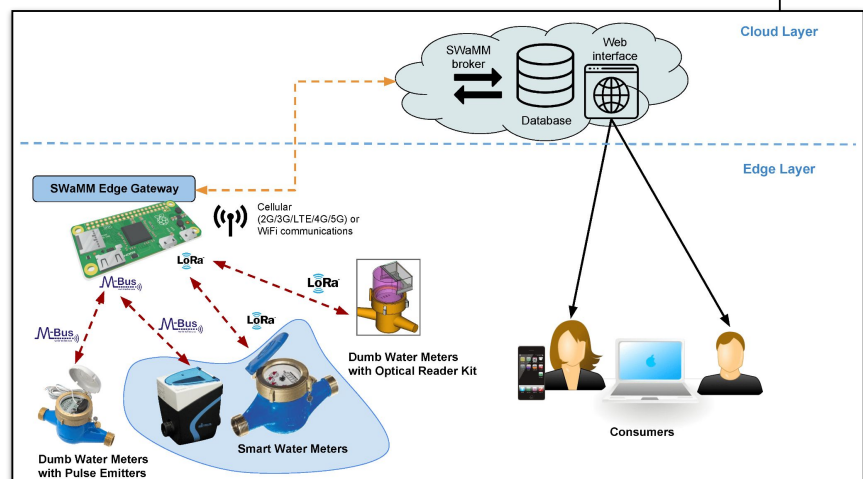 Cloud Layer
SWaMM
broker
Web
interface
Database
Edge Layer
SWaMM Edge Gateway
Cellular
(2G/3G/LTE/4G/5G) or
WiFi communications
LoRa
M-Bus
LoRa
M-Bus
M-Bus
LoRa
Dumb Water Meters
with Optical Reader Kit
Smart Water Meters
Dumb Water Meters
with Pulse Emitters
Consumers